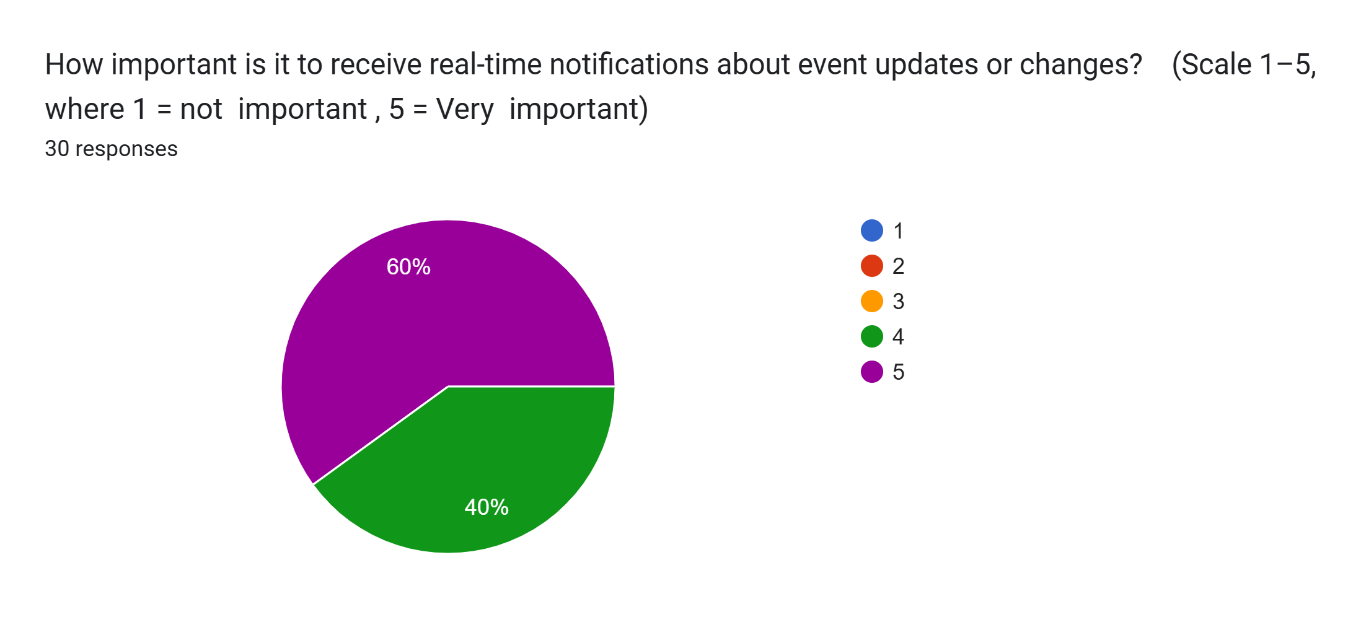 How important is it to receive real-time notifications about event updates or changes?    (Scale 1–5,
where 1 = not  important , 5 = Very  important)
30 responses
60%
40%
1
2
3
4
5